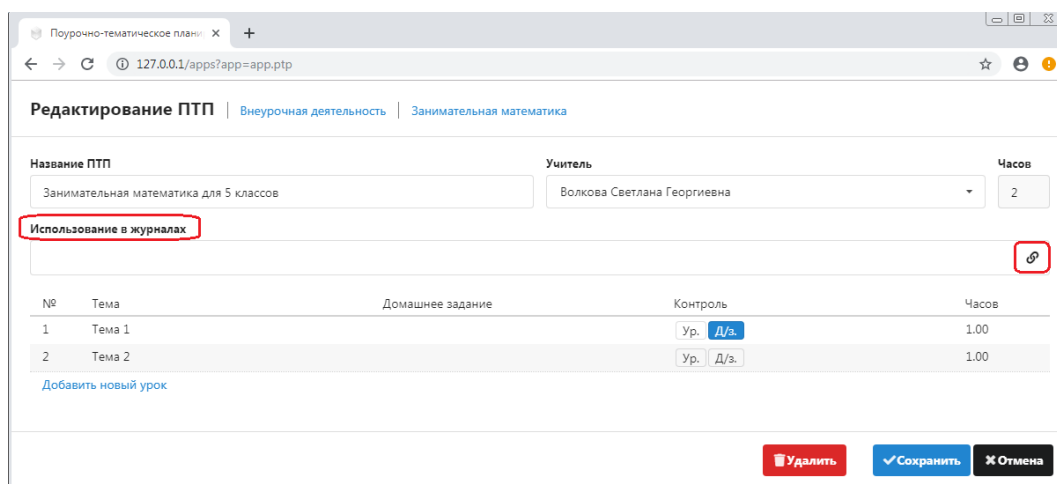 Поурочно-тематическое плани
127.0.0.1/apps?app=app.ptp
Редактирование ПТП | Внеурочная деятельность | Занимательная математика
Название ПТП Учитель Часов
Занимательная математика для 5 классов Волкова Светлана Георгиевна 2
Использование в журналах
№ Тема Домашнее задание Контроль Часов
1 Тема 1 Ур. Д/з. 1.00
2 Тема 2 Ур. Д/з. 1.00
Добавить новый урок
Удалить Сохранить Отмена